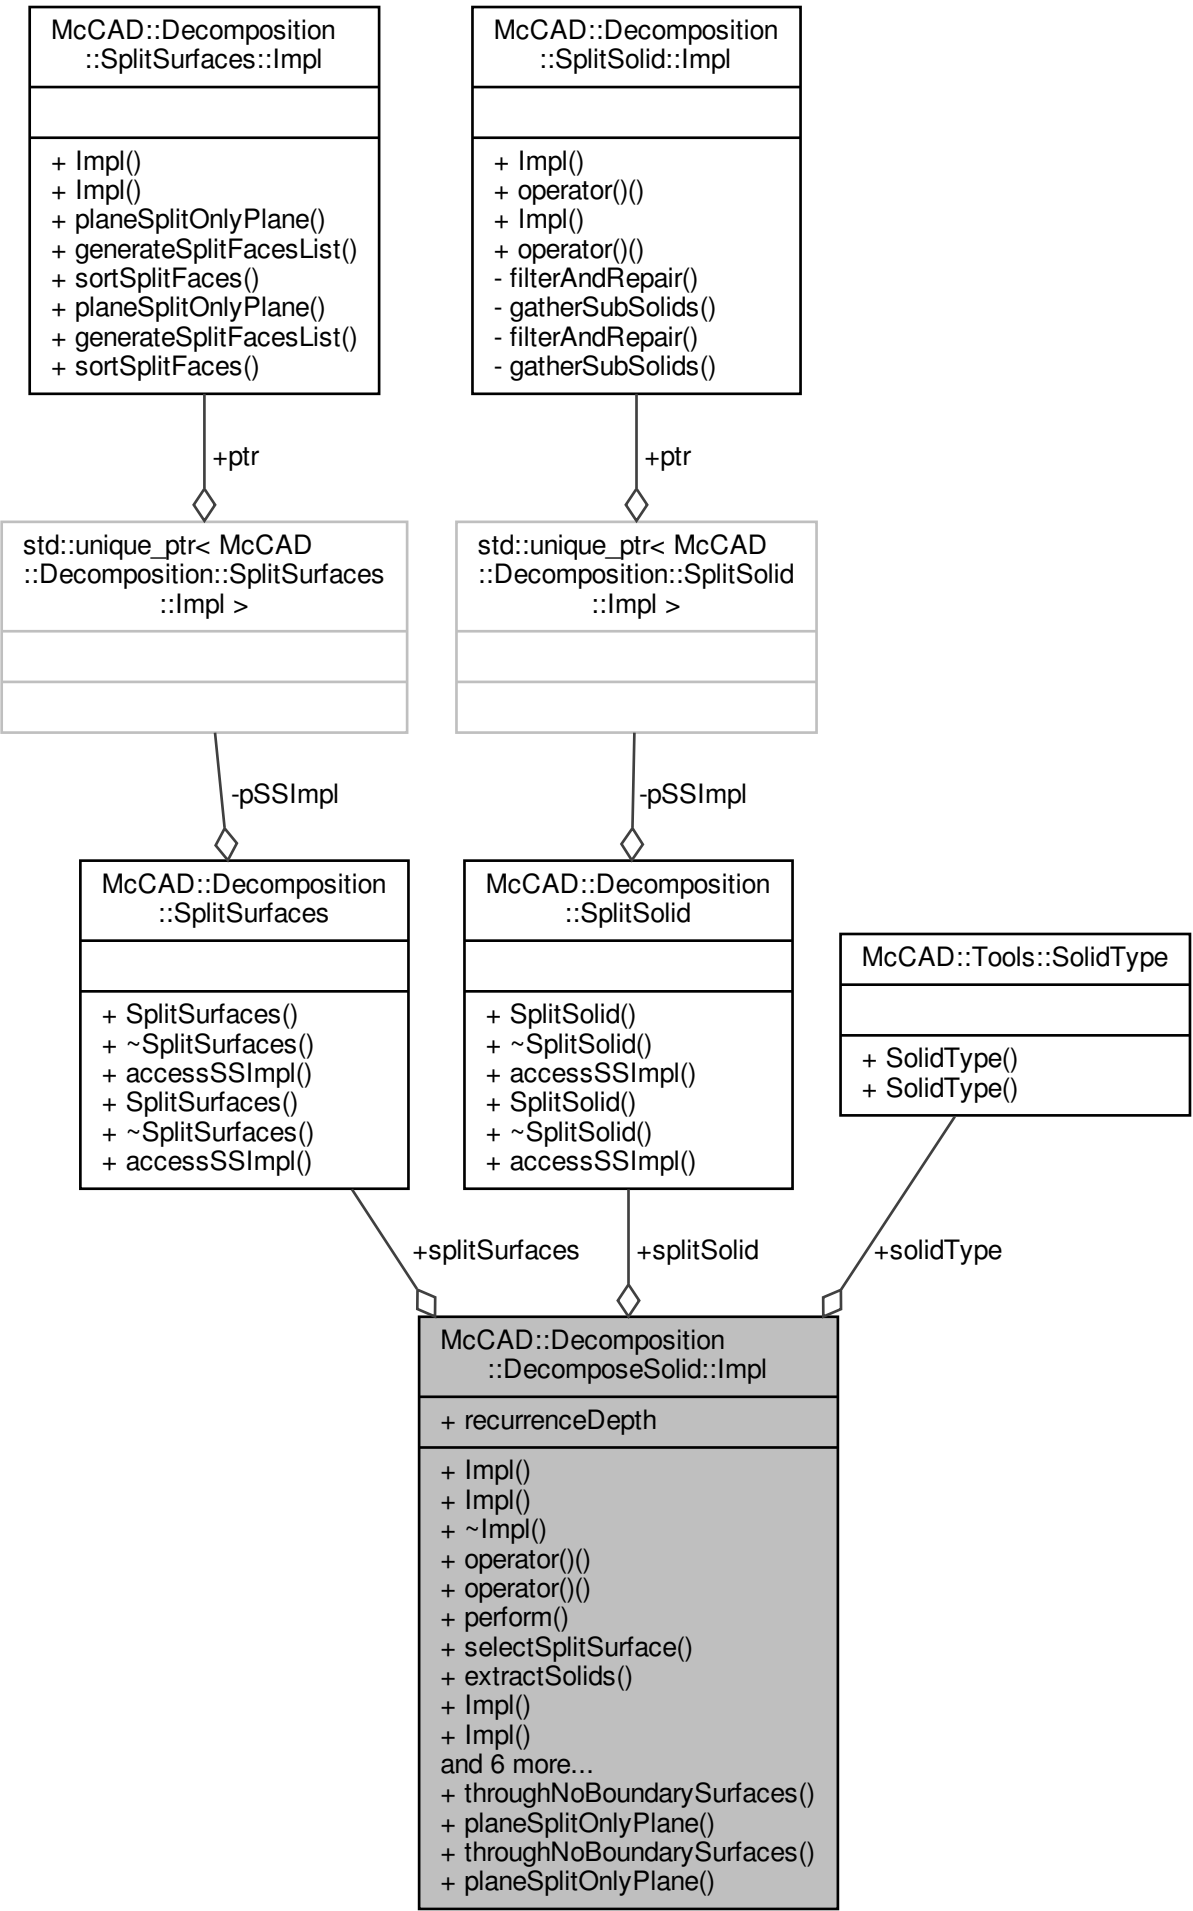 McCAD::Decomposition
::SplitSurfaces::Impl
+ Impl()
+ Impl()
+ planeSplitOnlyPlane()
+ generateSplitFacesList()
+ sortSplitFaces()
+ planeSplitOnlyPlane()
+ generateSplitFacesList()
+ sortSplitFaces()
McCAD::Decomposition
::SplitSolid::Impl
+ Impl()
+ operator()()
+ Impl()
+ operator()()
- filterAndRepair()
- gatherSubSolids()
- filterAndRepair()
- gatherSubSolids()
+ptr
+ptr
std::unique_ptr< McCAD
::Decomposition::SplitSurfaces
::Impl >
std::unique_ptr< McCAD
::Decomposition::SplitSolid
::Impl >
-pSSImpl
-pSSImpl
McCAD::Decomposition
::SplitSurfaces
+ SplitSurfaces()
+ ~SplitSurfaces()
+ accessSSImpl()
+ SplitSurfaces()
+ ~SplitSurfaces()
+ accessSSImpl()
McCAD::Decomposition
::SplitSolid
+ SplitSolid()
+ ~SplitSolid()
+ accessSSImpl()
+ SplitSolid()
+ ~SplitSolid()
+ accessSSImpl()
McCAD::Tools::SolidType
+ SolidType()
+ SolidType()
+splitSurfaces
+splitSolid
+solidType
McCAD::Decomposition
::DecomposeSolid::Impl
+ recurrenceDepth
+ Impl()
+ Impl()
+ ~Impl()
+ operator()()
+ operator()()
+ perform()
+ selectSplitSurface()
+ extractSolids()
+ Impl()
+ Impl()
and 6 more...
+ throughNoBoundarySurfaces()
+ planeSplitOnlyPlane()
+ throughNoBoundarySurfaces()
+ planeSplitOnlyPlane()